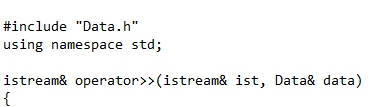 #include "Data.h"
using namespace std;
istream& operator>>(istream& ist, Data& data)
{